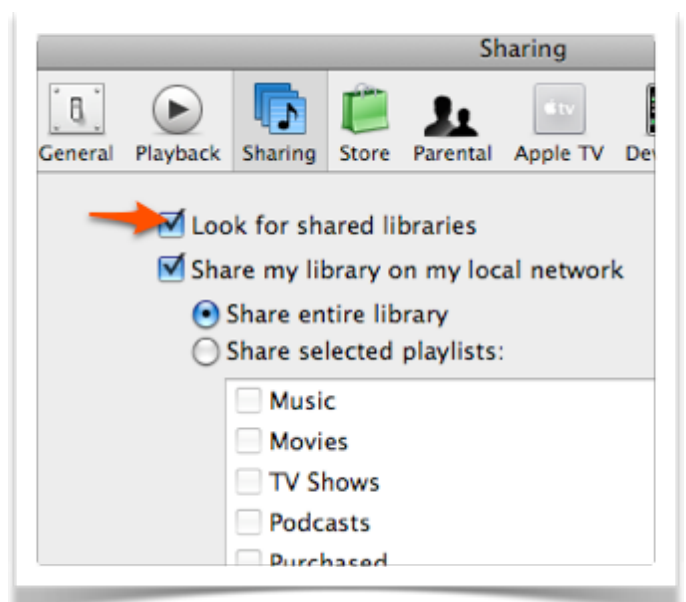 Sharing
General Playback Sharing Store Parental Apple TV
Look for shared libraries
Share my library on my local network
Share entire library
Share selected playlists:
Music
Movies
TV Shows
Podcasts
Purchased